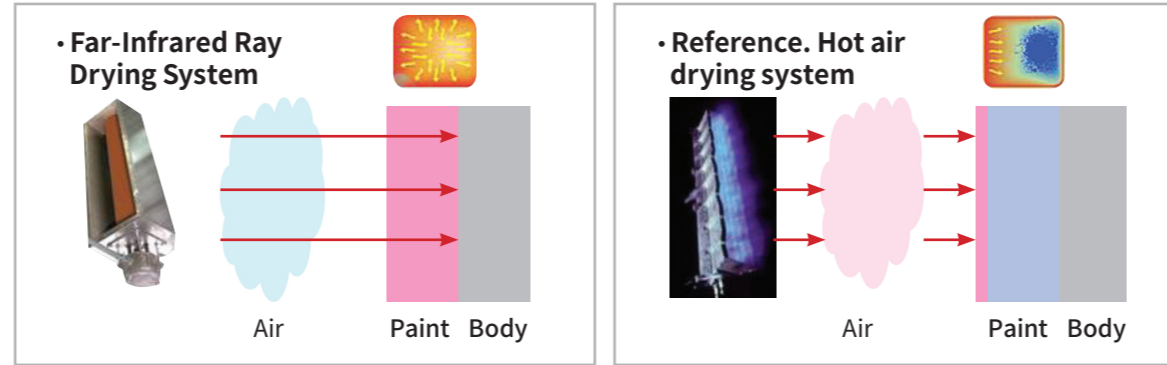 · Far-Infrared Ray
Drying System
Air
Paint
Body
· Reference. Hot air
drying system
Air
Paint
Body